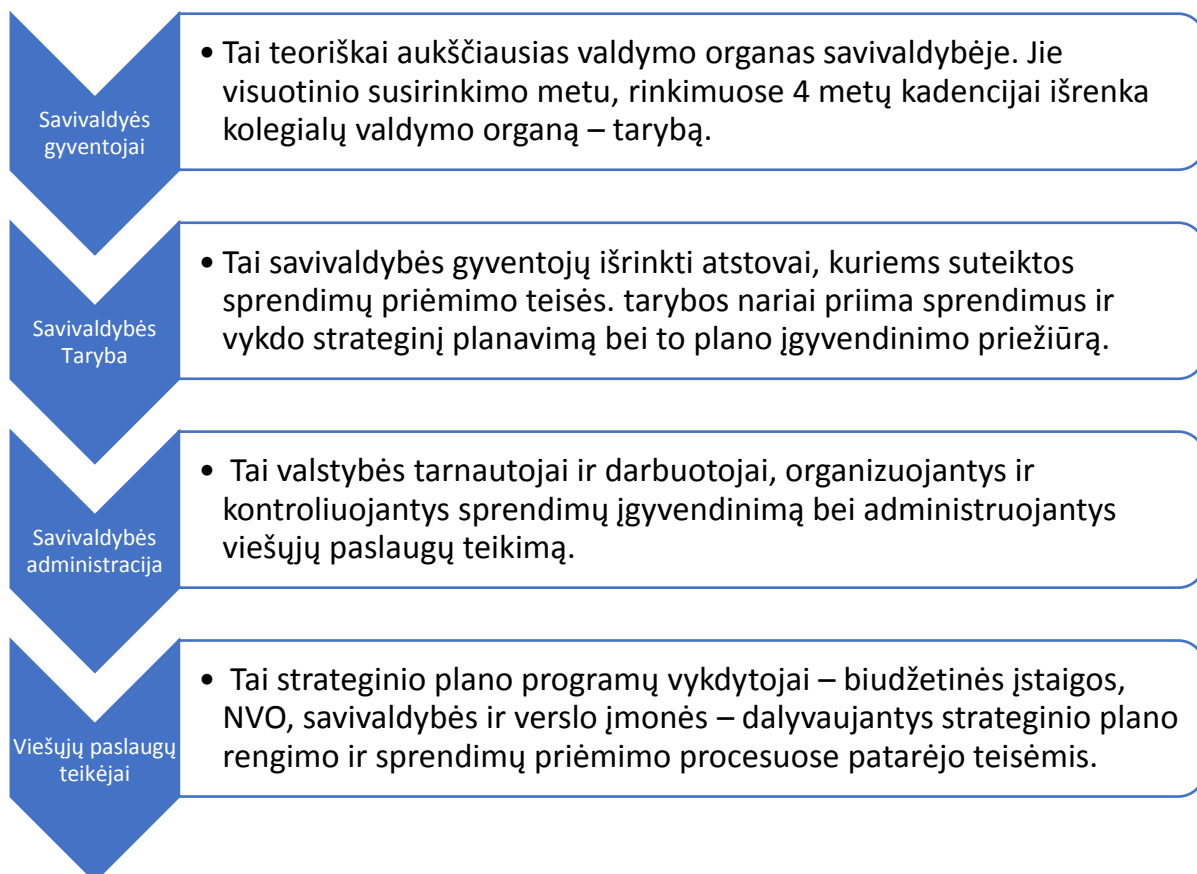 Savivaldyės
gyventojai
• Tai teoriškai aukščiausias valdymo organas savivaldybėje. Jie
visuotinio susirinkimo metu, rinkimuose 4 metų kadencijai išrenka
kolegialų valdymo organą – tarybą.
Savivaldybės
Taryba
• Tai savivaldybės gyventojų išrinkti atstovai, kuriems suteiktos
sprendimų priėmimo teisės. tarybos nariai priima sprendimus ir
vykdo strateginį planavimą bei to plano įgyvendinimo priežiūrą.
Savivaldybės
administracija
• Tai valstybės tarnautojai ir darbuotojai, organizuojantys ir
kontroliuojantys sprendimų įgyvendinimą bei administruojantys
viešųjų paslaugų teikimą.
Viešųjų paslaugų
teikėjai
• Tai strateginio plano programų vykdytojai – biudžetinės įstaigos,
NVO, savivaldybės ir verslo įmonės – dalyvaujantys strateginio plano
rengimo ir sprendimų priėmimo procesuose patarėjo teisėmis.